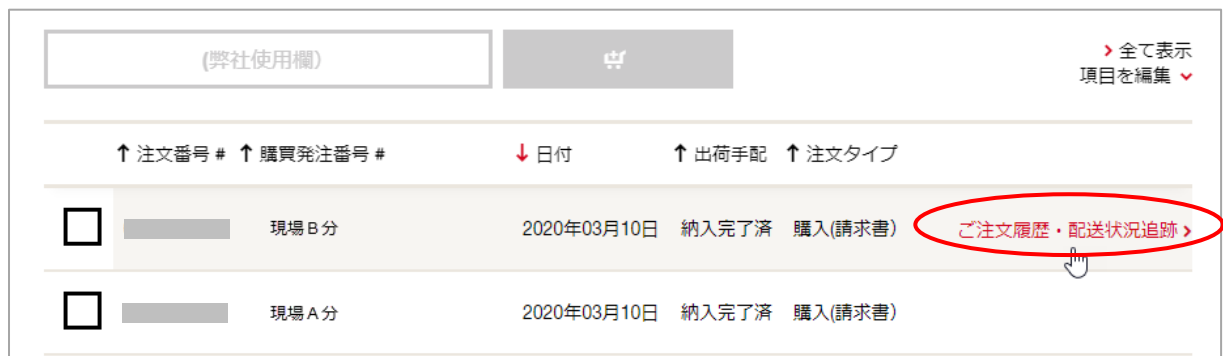 (弊社使用欄)
> 全て表示
項目を編集
↑ 注文番号 # ↑ 購買発注番号 # ↓ 日付 ↑ 出荷手配 ↑ 注文タイプ
現場B分 2020年03月10日 納入完了済 購入(請求書) ご注文履歴・配送状況追跡 >
現場A分 2020年03月10日 納入完了済 購入(請求書)